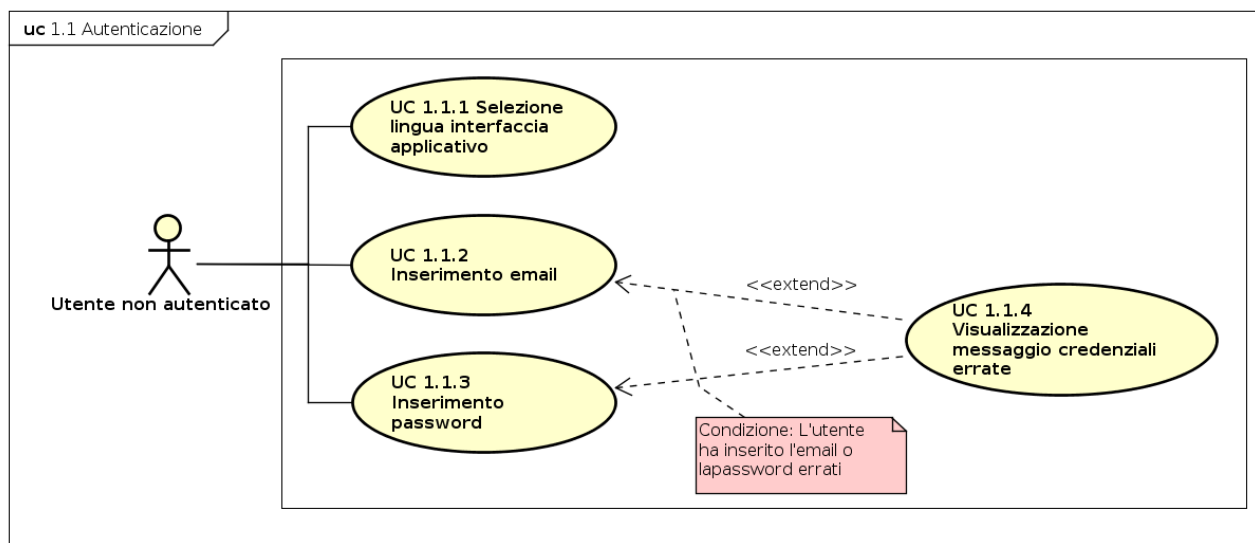 uc 1.1 Autenticazione
UC 1.1.1 Selezione
lingua interfaccia
applicativo
UC 1.1.2
Inserimento email
Utente non autenticato
<<extend>>
UC 1.1.4
Visualizzazione
messaggio credenziali
errate
<<extend>>
UC 1.1.3
Inserimento
password
Condizione: L'utente
ha inserito l'email o
lapassword errati